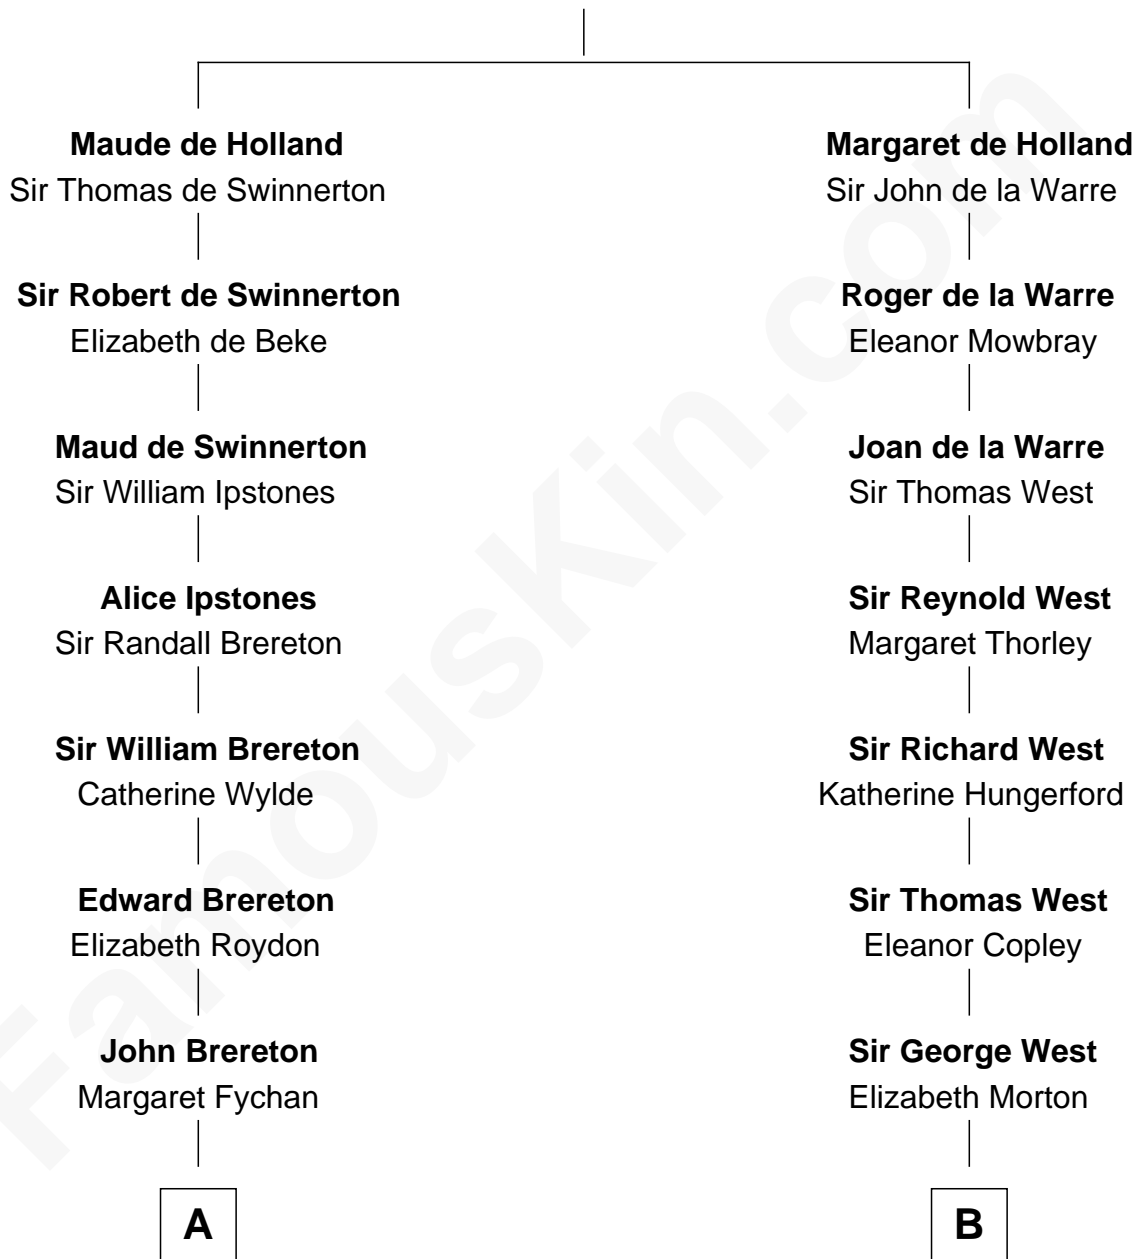 Maude de Holland
Sir Thomas de Swinnerton
Sir Robert de Swinnerton
Elizabeth de Beke
Maud de Swinnerton
Sir William Ipstones
Alice Ipstones
Sir Randall Brereton
Sir William Brereton
Catherine Wylde
Edward Brereton
Elizabeth Roydon
John Brereton
Margaret Fychan
A
Margaret de Holland
Sir John de la Warre
Roger de la Warre
Eleanor Mowbray
Joan de la Warre
Sir Thomas West
Sir Reynold West
Margaret Thorley
Sir Richard West
Katherine Hungerford
Sir Thomas West
Eleanor Copley
Sir George West
Elizabeth Morton
B
FamousKin.com